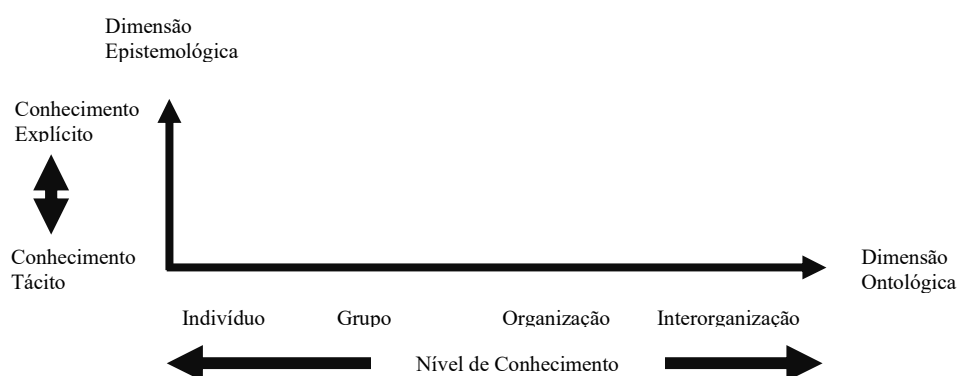 Dimensão
Epistemológica
Conhecimento
Explícito
Conhecimento
Tácito
Dimensão
Ontológica
Indivíduo
Grupo
Organização
Interorganização
Nível de Conhecimento